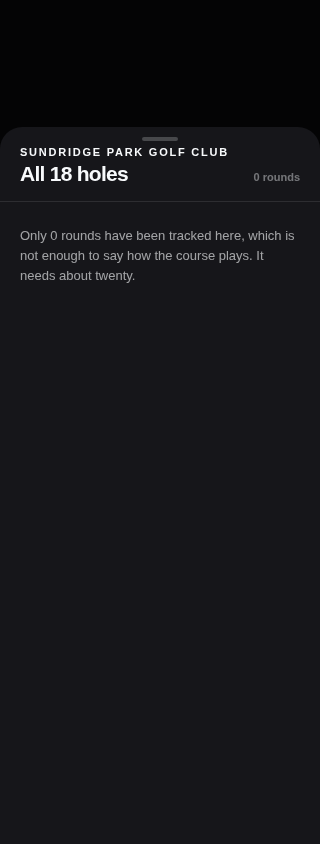 SUNDRIDGE PARK GOLF CLUB
All 18 holes
0 rounds
Only 0 rounds have been tracked here, which is
not enough to say how the course plays. It
needs about twenty.